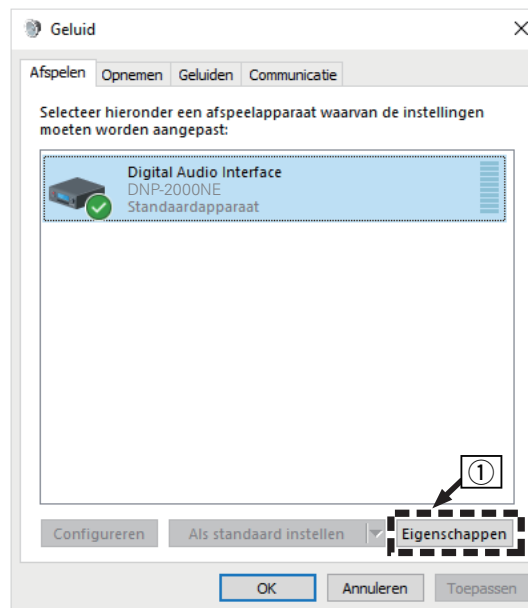 Geluid
Afspelen Opnemen Geluiden Communicatie
Selecteer hieronder een afspeelapparaat waarvan de instellingen
moeten worden aangepast:
Digital Audio Interface
DNP-2000NE
Standaardapparaat
①
Configureren Als standaard instellen Eigenschappen
OK Annuleren Toepassen